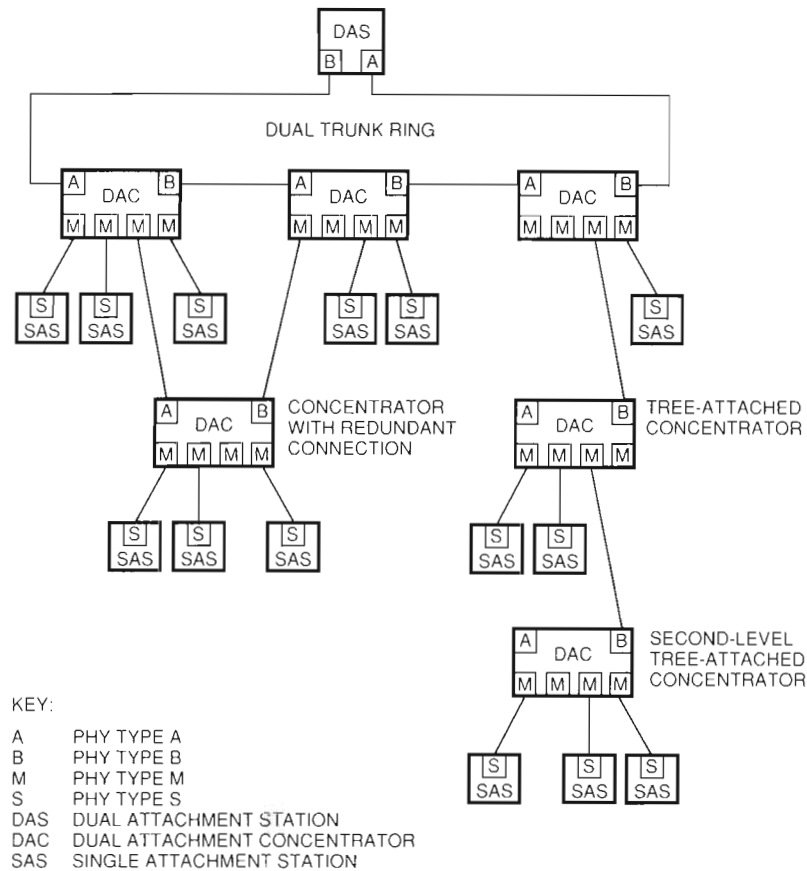 DAS
B A
DUAL TRUNK RING
A B A B A B
DAC DAC DAC
M M M M M M M M M M M M
S S S S S S
SAS SAS SAS SAS SAS SAS
A B A B
DAC DAC
CONCENTRATOR
WITH REDUNDANT
CONNECTION
TREE-ATTACHED
CONCENTRATOR
M M M M M M M M
S S S S S
SAS SAS SAS SAS SAS
A B
DAC
SECOND-LEVEL
TREE-ATTACHED
CONCENTRATOR
M M M M
S S S
SAS SAS SAS
KEY:
A PHY TYPE A
B PHY TYPE B
M PHY TYPE M
S PHY TYPE S
DAS DUAL ATTACHMENT STATION
DAC DUAL ATTACHMENT CONCENTRATOR
SAS SINGLE ATTACHMENT STATION